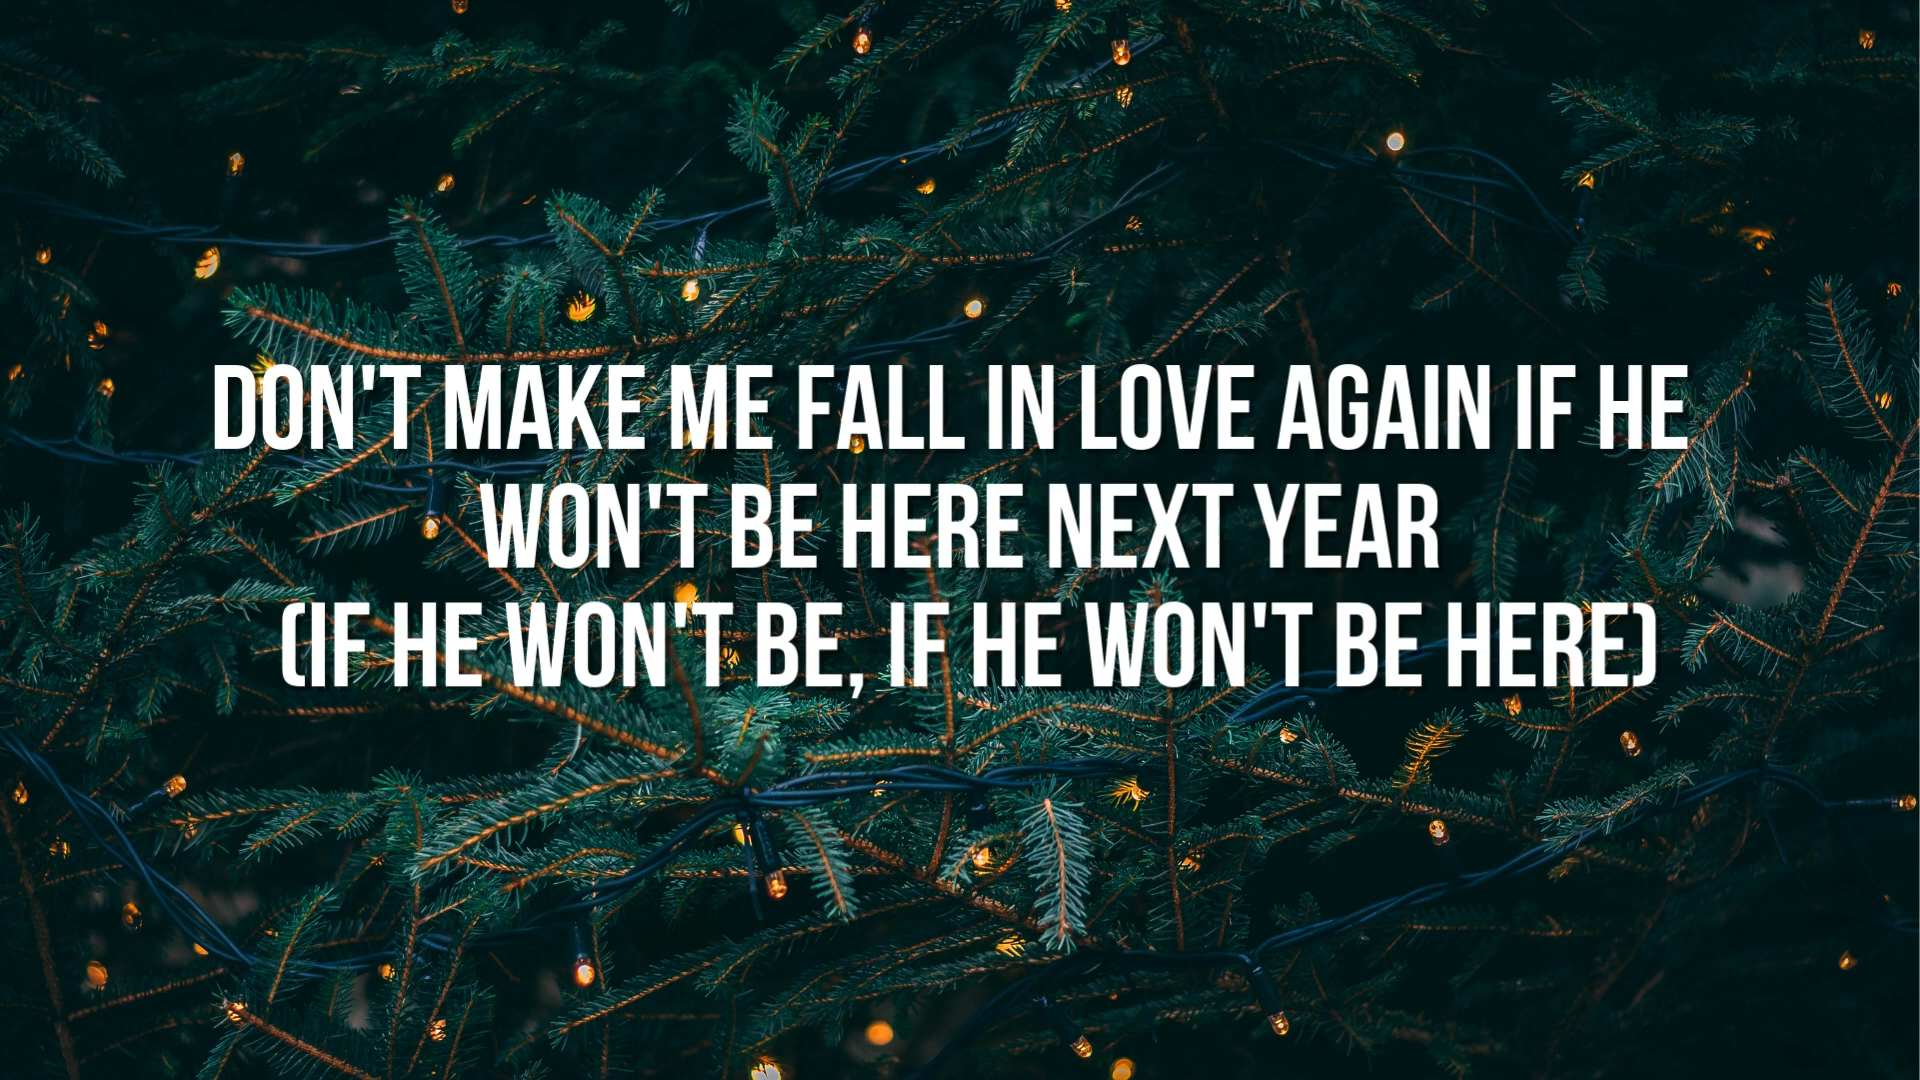 DON'T MAKE ME FALL IN LOVE AGAIN IF HE
WON'T BE HERE NEXT YEAR
(IF HE WON'T BE, IF HE WON'T BE HERE)